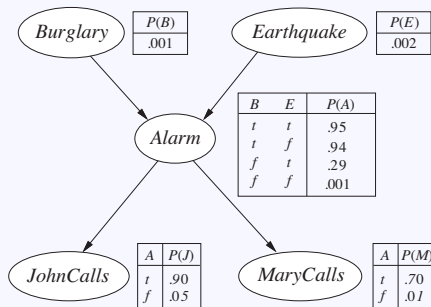 Burglary
P(B)
.001
Earthquake
P(E)
.002
Alarm
B E P(A)
t t .95
t f .94
f t .29
f f .001
JohnCalls
A P(J)
t .90
f .05
MaryCalls
A P(M)
t .70
f .01